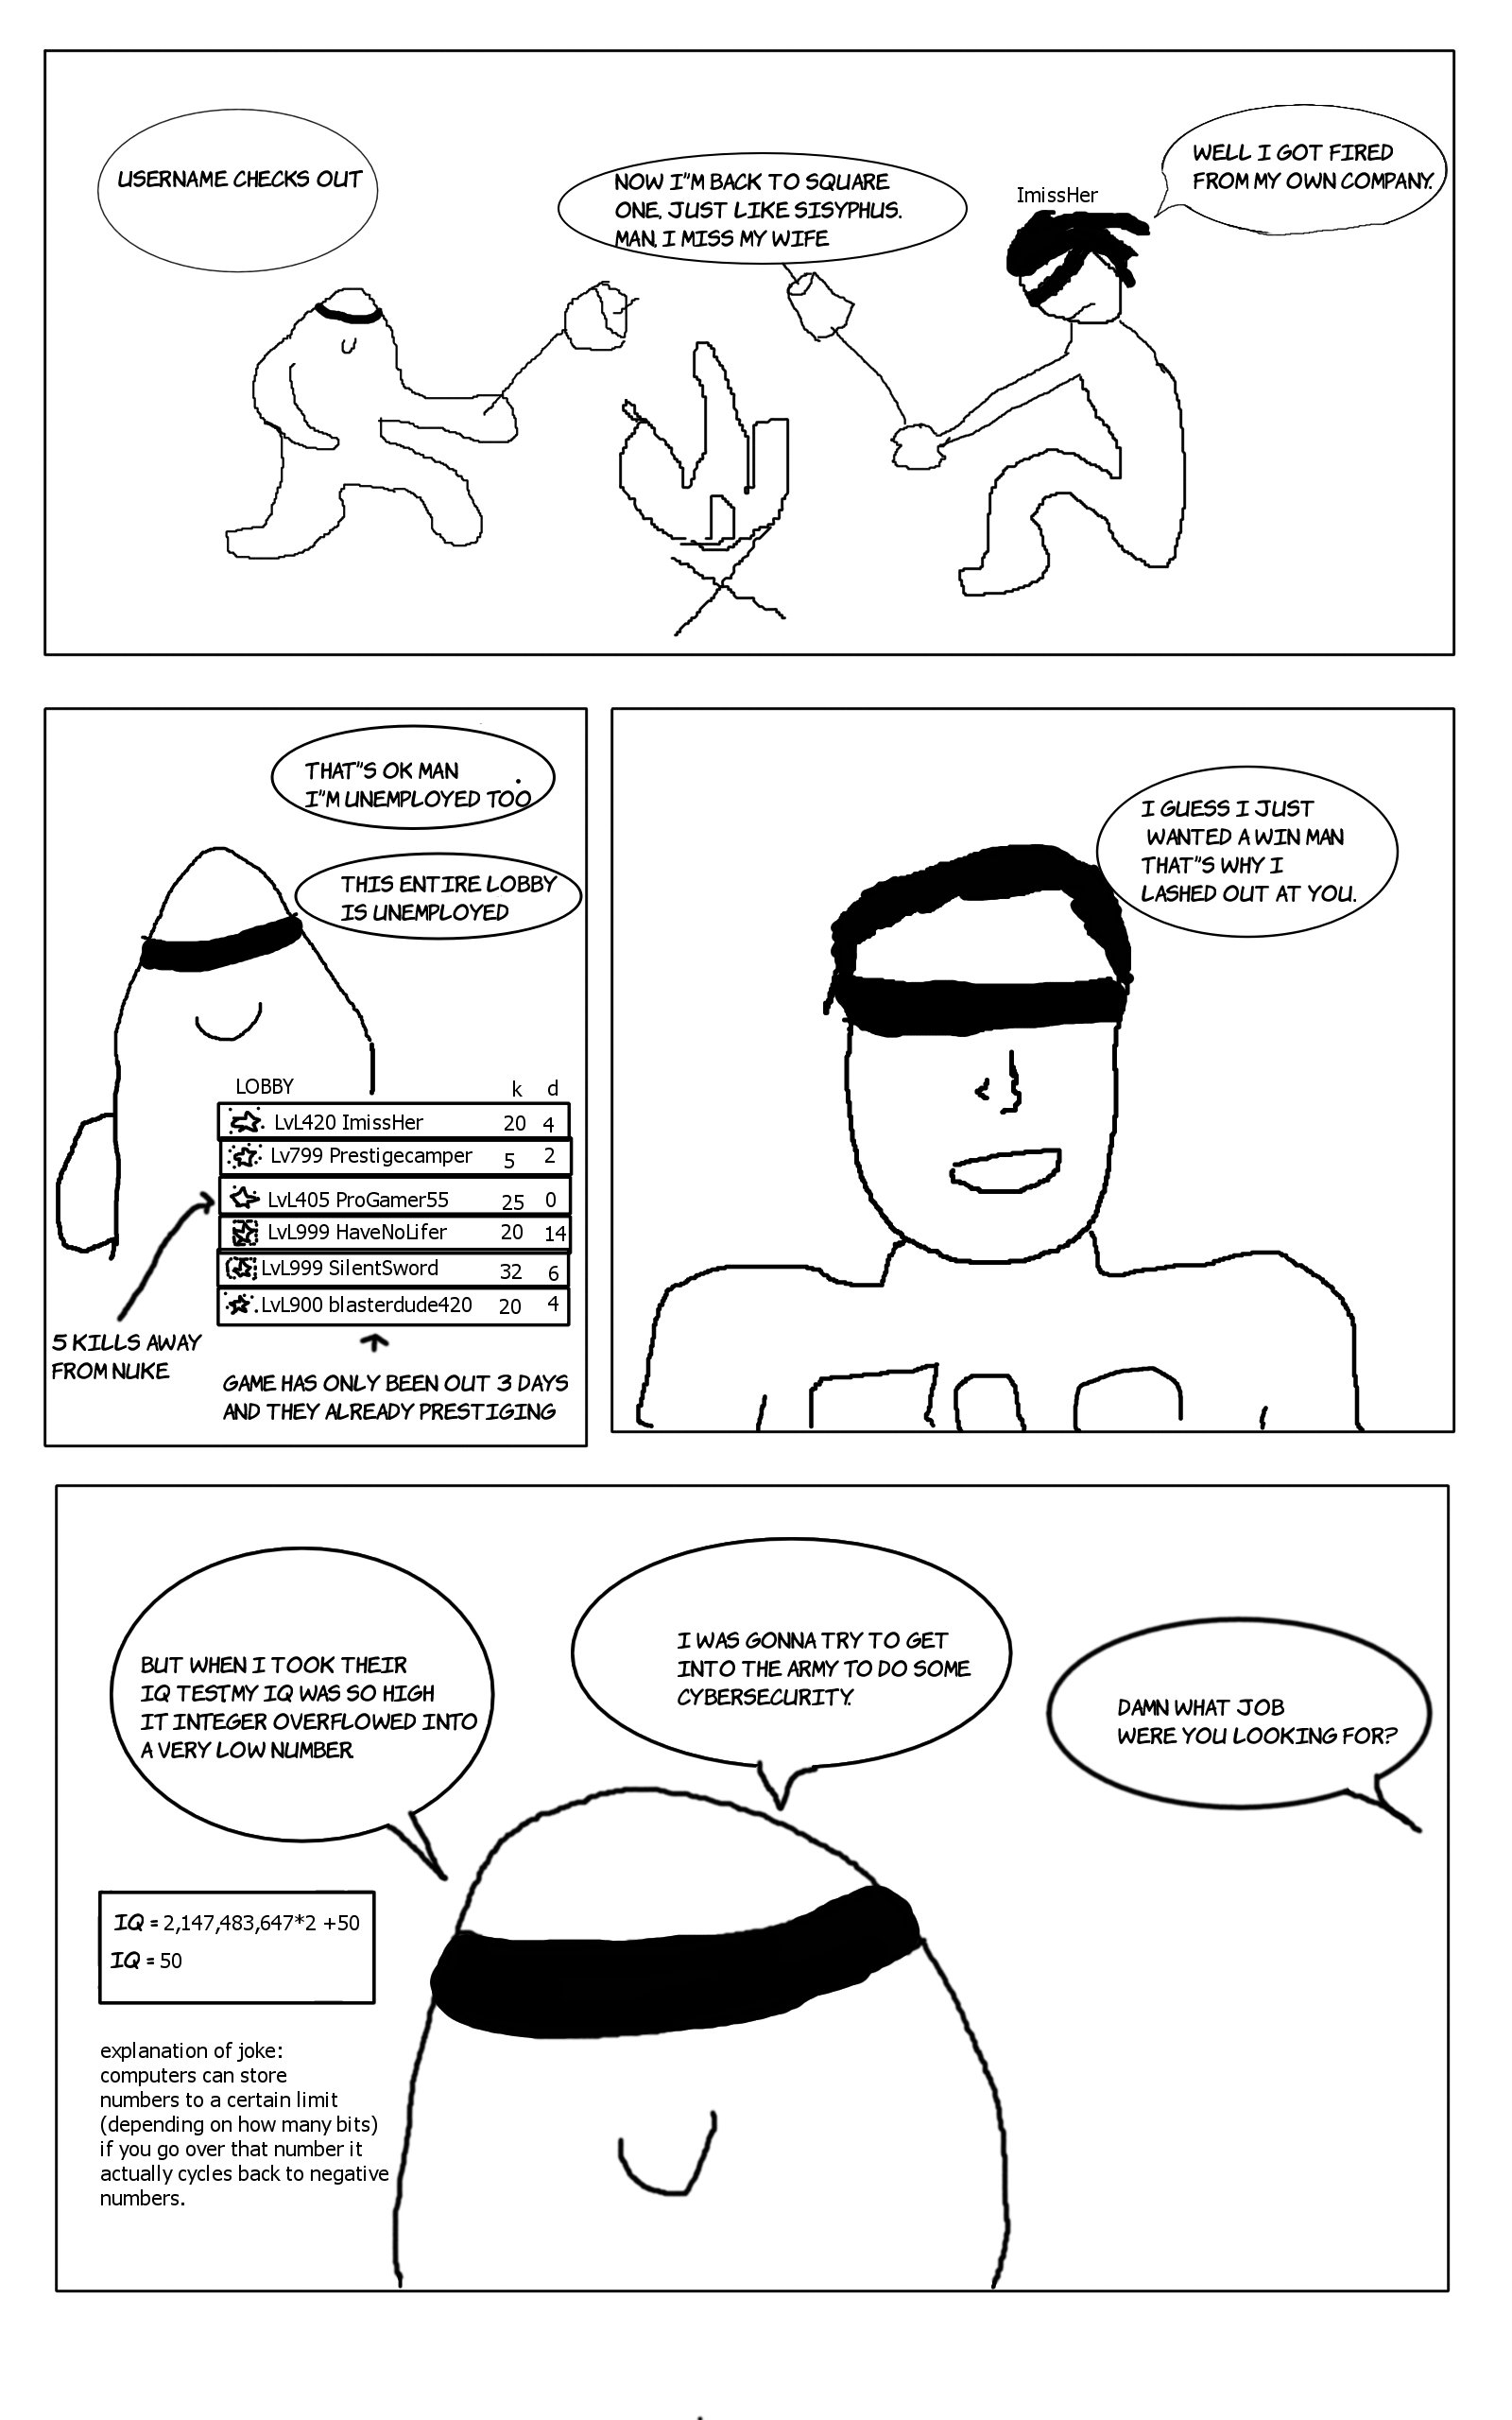 USERNAME CHECKS OUT
NOW I"M BACK TO SQUARE
ONE, JUST LIKE SISYPHUS.
MAN, I MISS MY WIFE
ImissHer
WELL I GOT FIRED
FROM MY OWN COMPANY.
THAT"S OK MAN
I"M UNEMPLOYED TOO.
THIS ENTIRE LOBBY
IS UNEMPLOYED
LOBBY k d
LvL420 ImissHer 20 4
Lv799 Prestigecamper 5 2
LvL405 ProGamer55 25 0
LvL999 HaveNoLifer 20 14
LvL999 SilentSword 32 6
LvL900 blasterdude420 20 4
5 KILLS AWAY
FROM NUKE
GAME HAS ONLY BEEN OUT 3 DAYS
AND THEY ALREADY PRESTIGING
I GUESS I JUST
WANTED A WIN MAN
THAT"S WHY I
LASHED OUT AT YOU.
BUT WHEN I TOOK THEIR
IQ TEST,MY IQ WAS SO HIGH
IT INTEGER OVERFLOWED INTO
A VERY LOW NUMBER.
I WAS GONNA TRY TO GET
INTO THE ARMY TO DO SOME
CYBERSECURITY.
DAMN WHAT JOB
WERE YOU LOOKING FOR?
IQ = 2,147,483,647*2 +50
IQ = 50
explanation of joke:
computers can store
numbers to a certain limit
(depending on how many bits)
if you go over that number it
actually cycles back to negative
numbers.